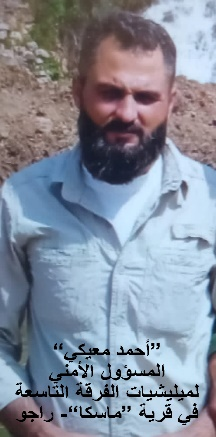 ”أحمد معيكي“
المسؤول الأمني
لميليشيات الفرقة التاسعة
في قرية ”ماسكا“- راجو